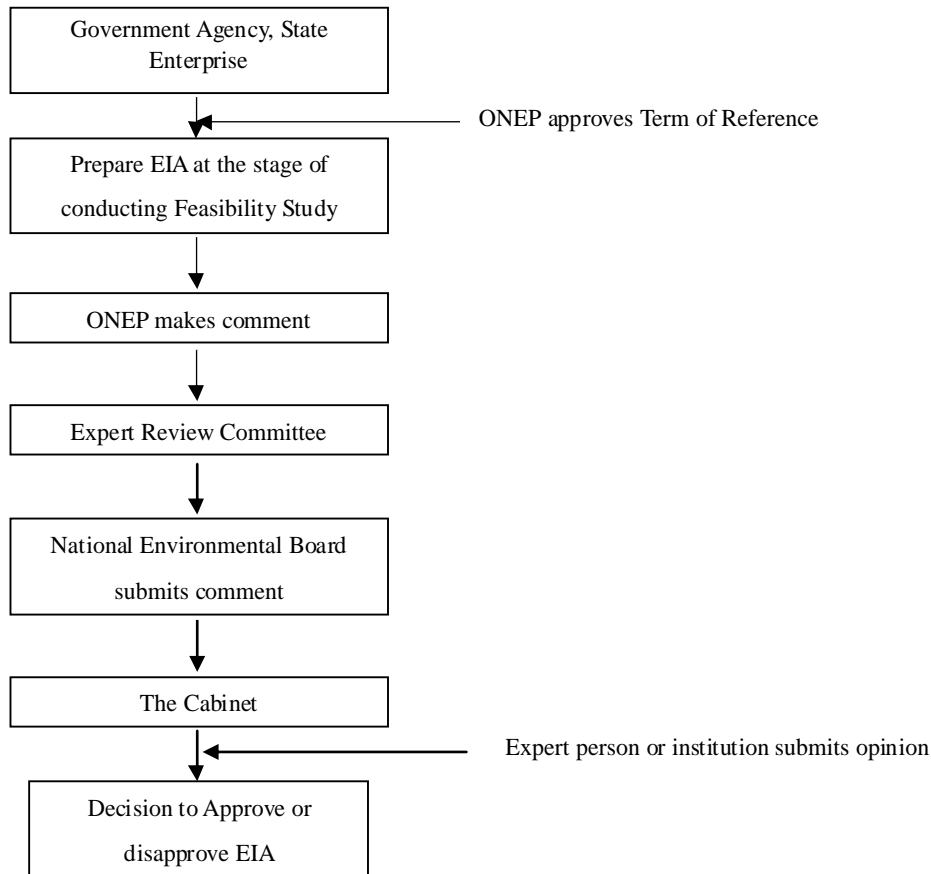 Government Agency, State
Enterprise
ONEP approves Term of Reference
Prepare EIA at the stage of
conducting Feasibility Study
ONEP makes comment
Expert Review Committee
National Environmental Board
submits comment
The Cabinet
Expert person or institution submits opinion
Decision to Approve or
disapprove EIA